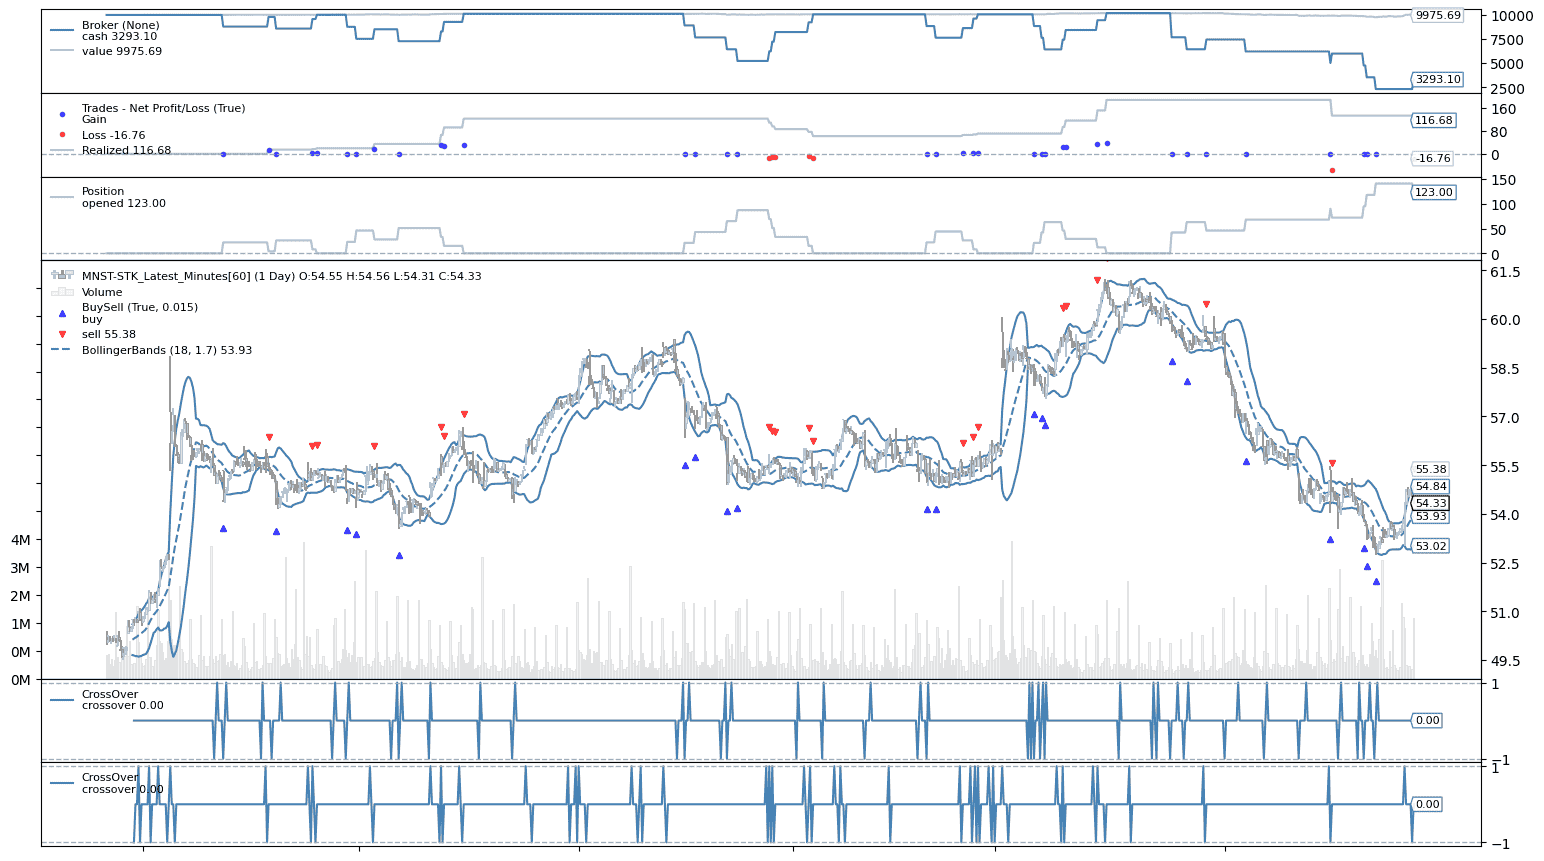 Broker (None)
cash 3293.10
value 9975.69
9975.69
3293.10
10000
7500
5000
2500
Trades - Net Profit/Loss (True)
Gain
Loss -16.76
Realized 116.68
116.68
-16.76
160
80
0
Position
opened 123.00
123.00
150
100
50
0
MNST-STK_Latest_Minutes[60] (1 Day) O:54.55 H:54.56 L:54.31 C:54.33
Volume
BuySell (True, 0.015)
buy
sell 55.38
BollingerBands (18, 1.7) 53.93
4M
3M
2M
1M
0M
0M
55.38
54.84
54.33
53.93
53.02
61.5
60.0
58.5
57.0
55.5
54.0
52.5
51.0
49.5
CrossOver
crossover 0.00
0.00
1
−1
CrossOver
crossover 0.00
0.00
1
−1